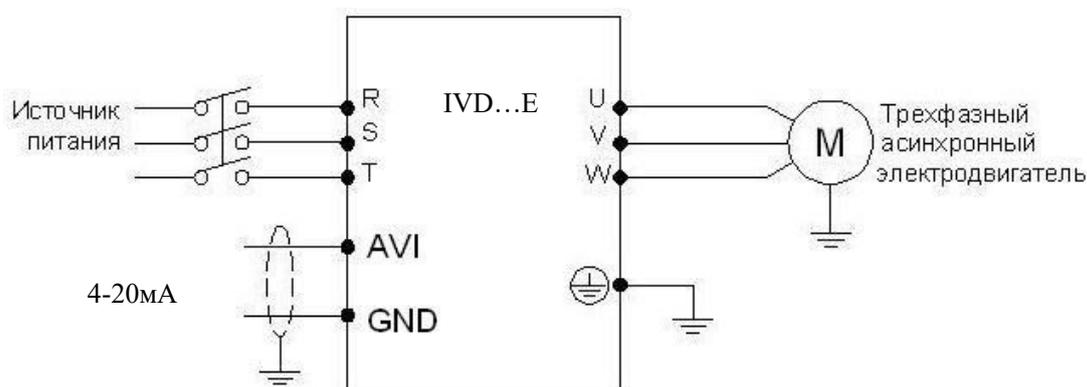 Источник
питания
R
S
T
IVD...E
U
V
W
M
Трехфазный
асинхронный
электродвигатель
AVI
GND
4-20мА